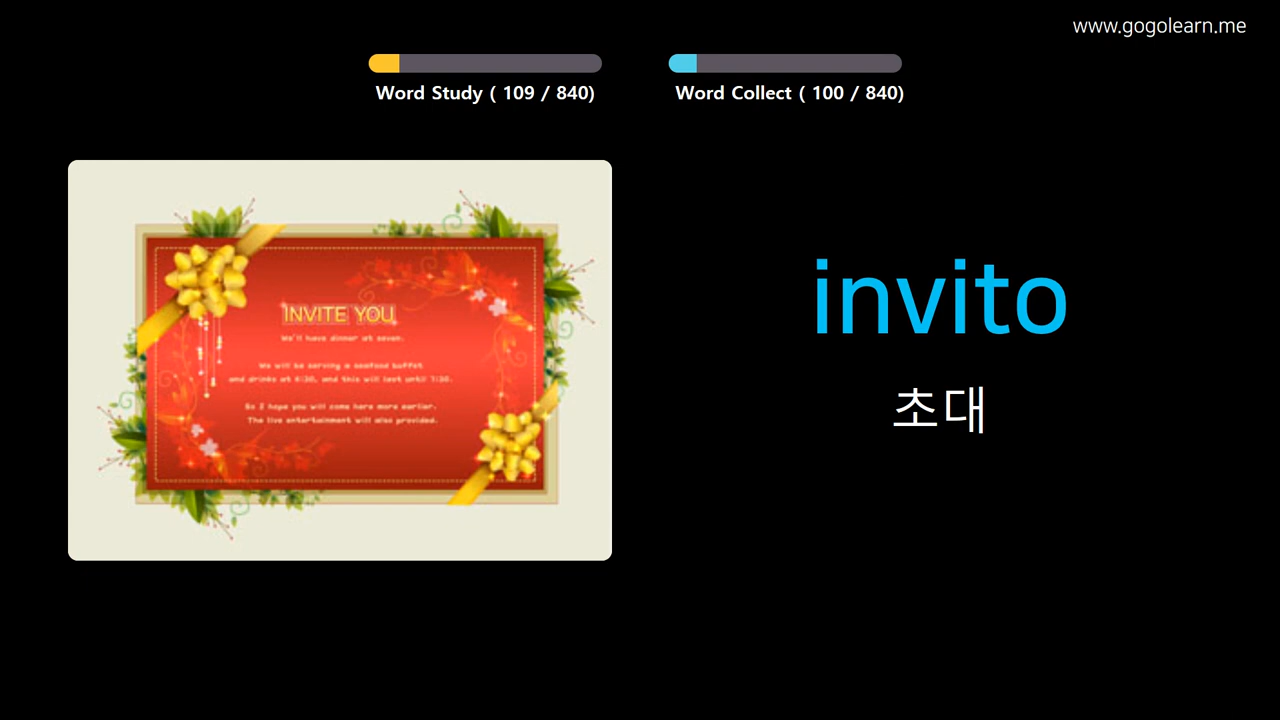 www.gogolearn.me
Word Study ( 109 / 840)
Word Collect ( 100 / 840)
INVITE YOU
We'll have dinner at seven.
We will be serving a seafood buffet
and drinks at 6:30, and this will last until 7:30.
So I hope you will come here more earlier.
The live entertainment will also provided.
invito
초대